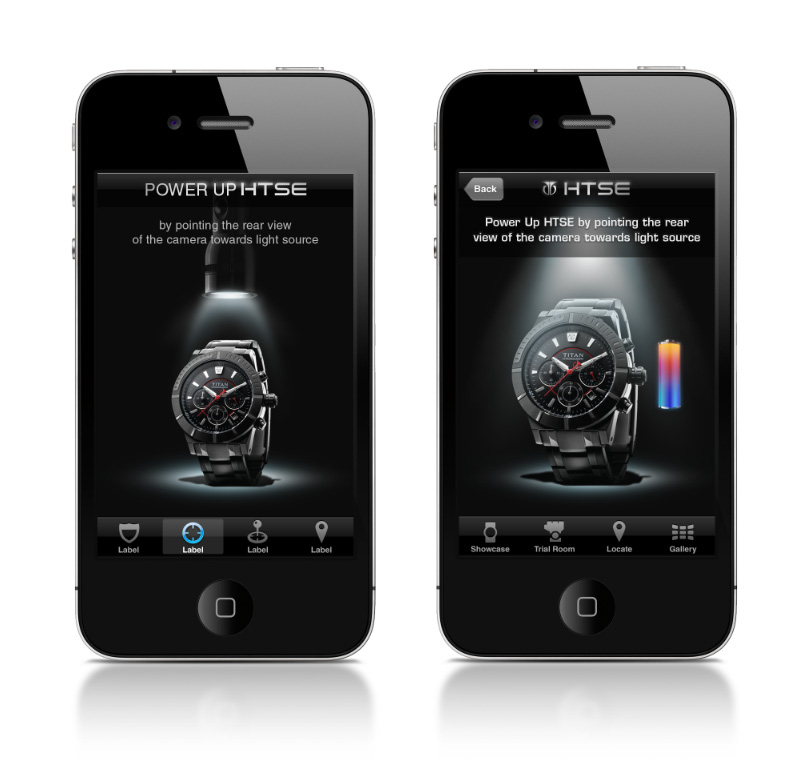 POWER UP HTSE
by pointing the rear view
of the camera towards light source
TITAN
Label
Label
Label
Label
Back
HTSE
Power Up HTSE by pointing the rear
view of the camera towards light source
TITAN
Showcase
Trial Room
Locate
Gallery